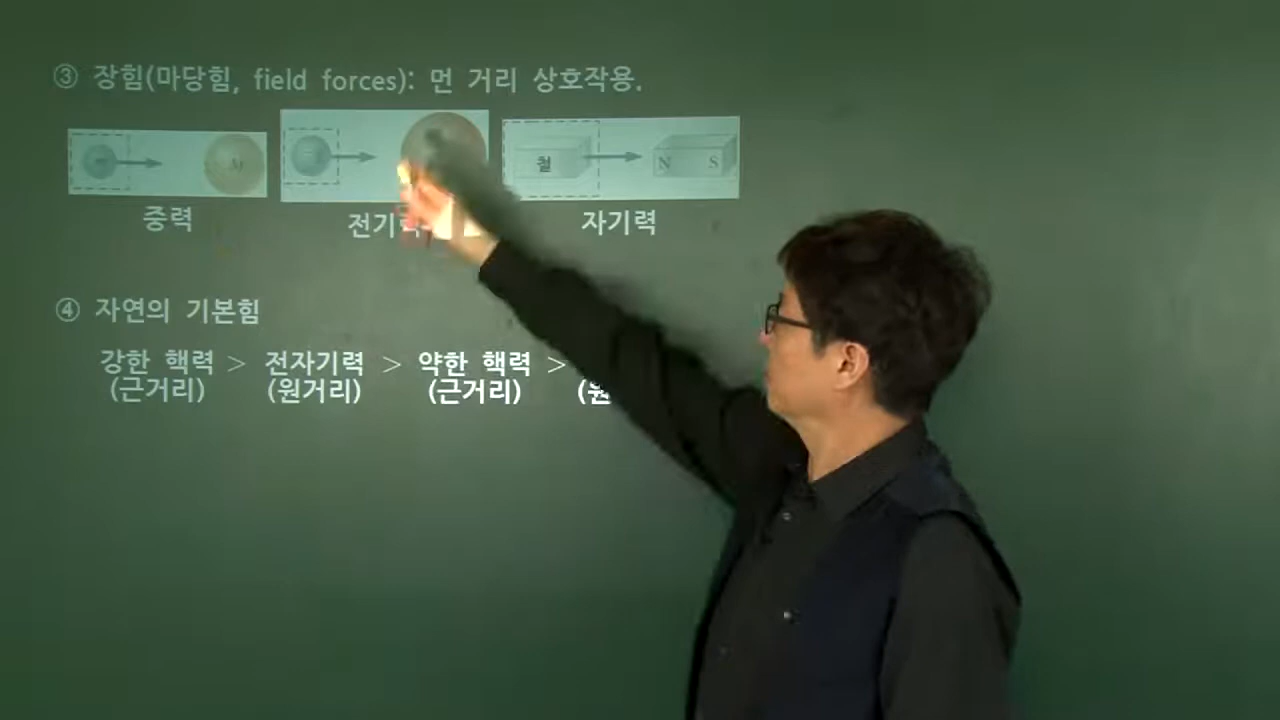 ③ 장힘(마당힘, field forces): 먼 거리 상호작용.
M 철 N S
중력 전기 자기력
④ 자연의 기본힘
강한 핵력 > 전자기력 > 약한 핵력 >
(근거리) (원거리) (근거리) (원